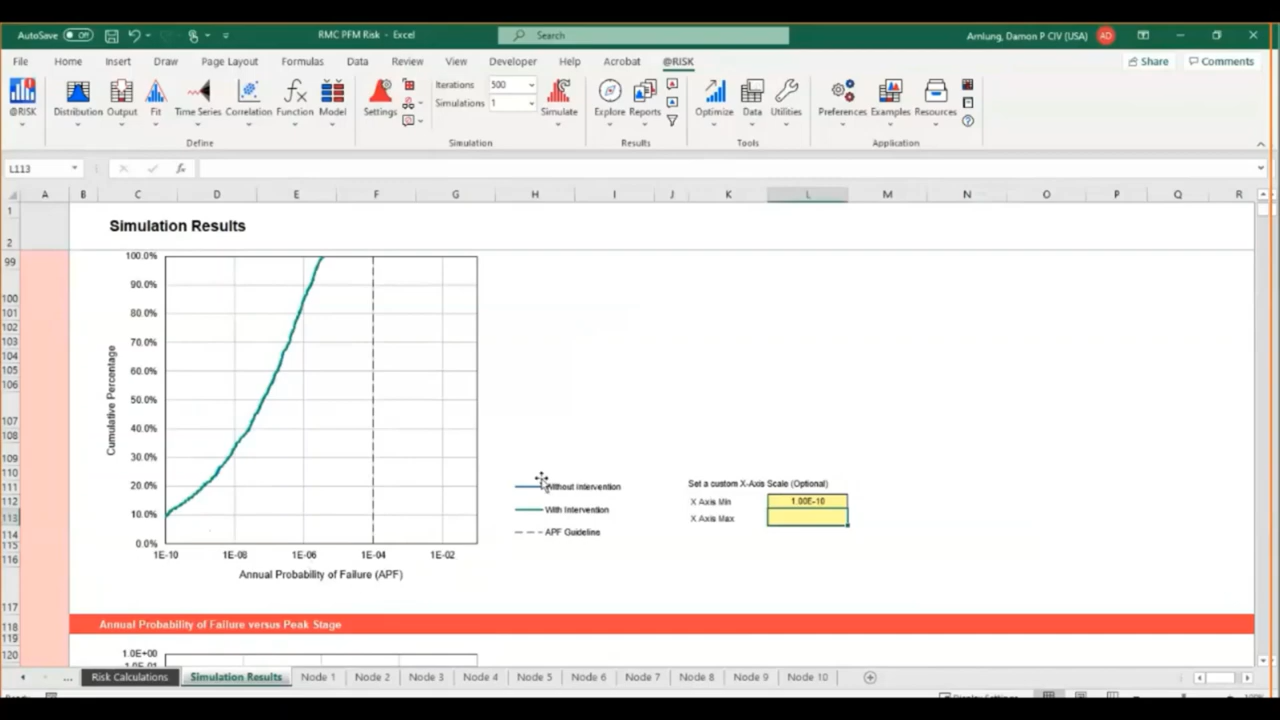 AutoSave Off RMC PFM Risk - Excel Search Amlung, Damon P CIV (USA) AD
File Home Insert Draw Page Layout Formulas Data Review View Developer Help Acrobat @RISK Share Comments
Iterations 500
Simulations 1
@RISK Distribution Output Fit Time Series Correlation Function Model Settings Simulate Explore Reports Optimize Data Utilities Preferences Examples Resources
Define Simulation Results Tools Application
L113 fx
A B C D E F G H I J K L M N O P Q R
1
2 Simulation Results
99 100.0%
90.0%
100
101 80.0%
102
103 70.0%
104
105 60.0%
106
50.0%
107
108 40.0%
109 30.0%
110
111 20.0%
112
113 10.0%
114
115 0.0%
116 1E-10 1E-08 1E-06 1E-04 1E-02
Cumulative Percentage
Annual Probability of Failure (APF)
Without Intervention
With Intervention
APF Guideline
Set a custom X-Axis Scale (Optional)
X Axis Min 1.00E-10
X Axis Max
117
118 Annual Probability of Failure versus Peak Stage
119
120 1.0E+00
1.0E-01
... Risk Calculations Simulation Results Node 1 Node 2 Node 3 Node 4 Node 5 Node 6 Node 7 Node 8 Node 9 Node 10
Display Settings